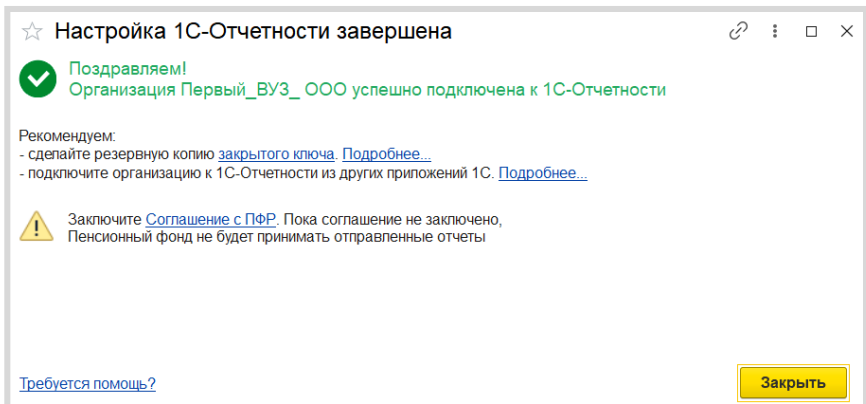 Настройка 1С-Отчетности завершена
Поздравляем!
Организация Первый_ВУЗ_ ООО успешно подключена к 1С-Отчетности
Рекомендуем:
- сделайте резервную копию закрытого ключа. Подробнее...
- подключите организацию к 1С-Отчетности из других приложений 1С. Подробнее...
Заключите Соглашение с ПФР. Пока соглашение не заключено,
Пенсионный фонд не будет принимать отправленные отчеты
Требуется помощь?
Закрыть